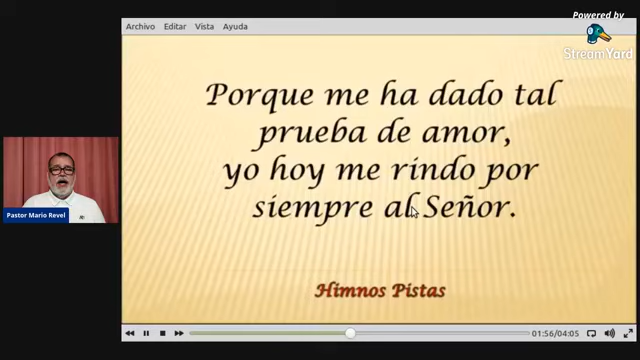 Powered by
StreamYard
Archivo Editar Vista Ayuda
Porque me ha dado tal
prueba de amor,
yo hoy me rindo por
siempre al Señor.
Himnos Pistas
Pastor Mario Revel
01:56/04:05